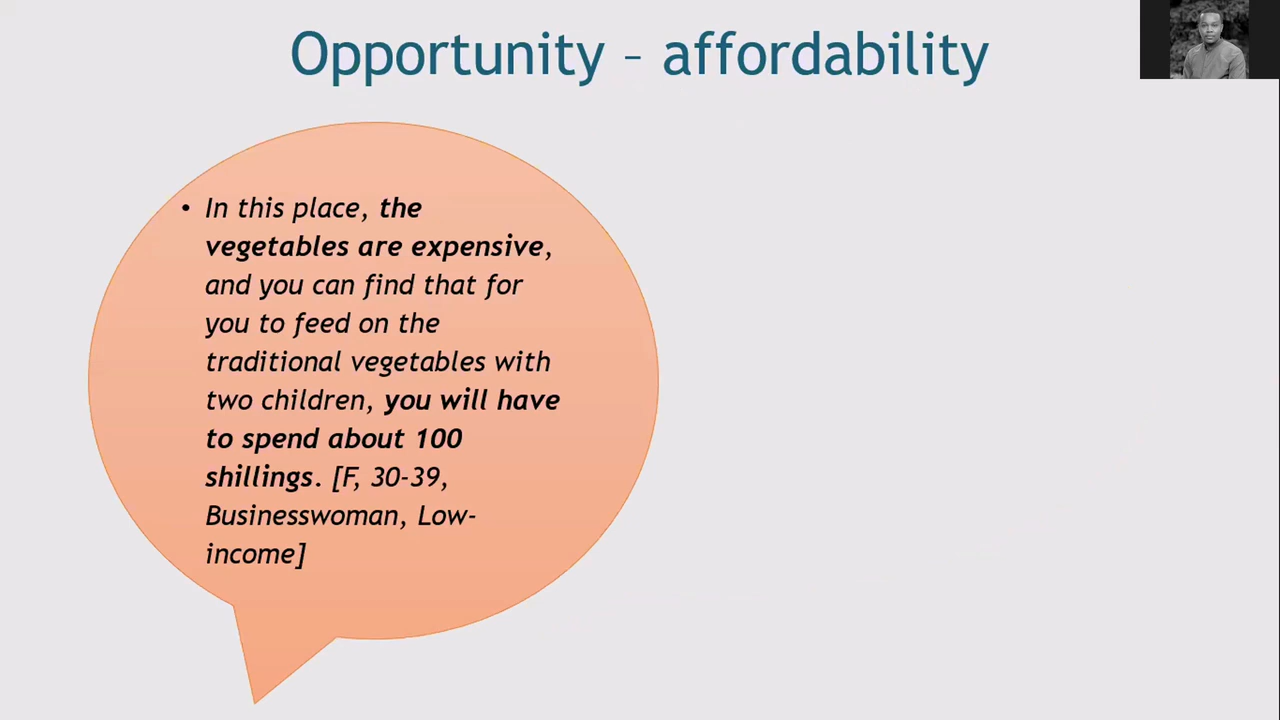 Opportunity – affordability
• In this place, the
vegetables are expensive,
and you can find that for
you to feed on the
traditional vegetables with
two children, you will have
to spend about 100
shillings. [F, 30-39,
Businesswoman, Low-
income]